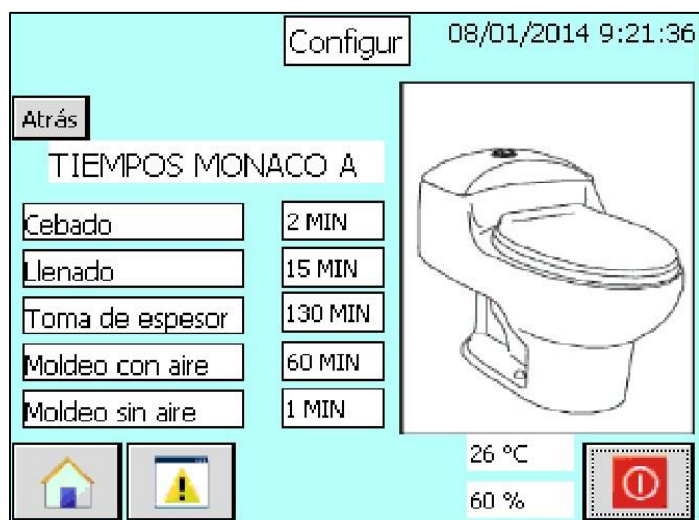 Configur 08/01/2014 9:21:36
Atrás
TIEMPOS MONACO A
Cebado 2 MIN
Llenado 15 MIN
Toma de espesor 130 MIN
Moldeo con aire 60 MIN
Moldeo sin aire 1 MIN
26 °C
60 %